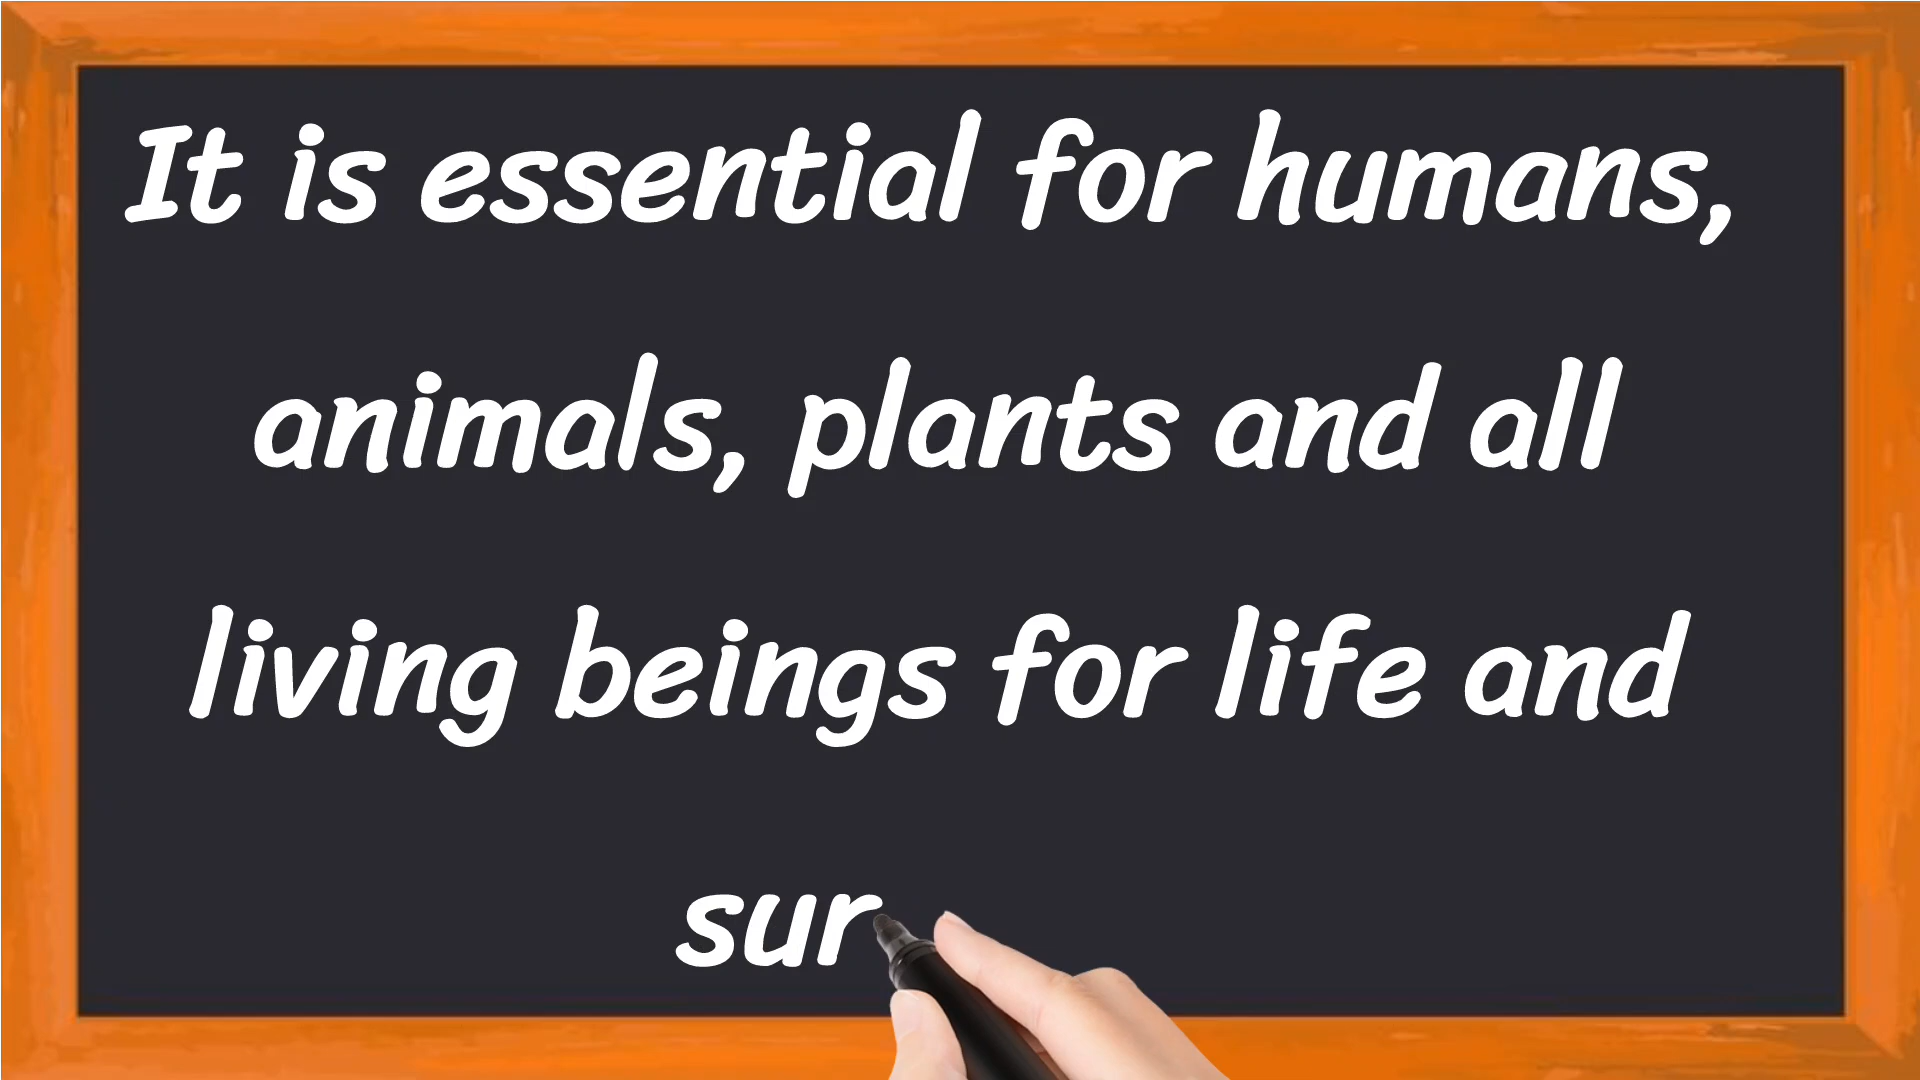 It is essential for humans,
animals, plants and all
living beings for life and
sur